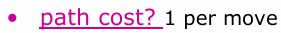 • path cost? 1 per move